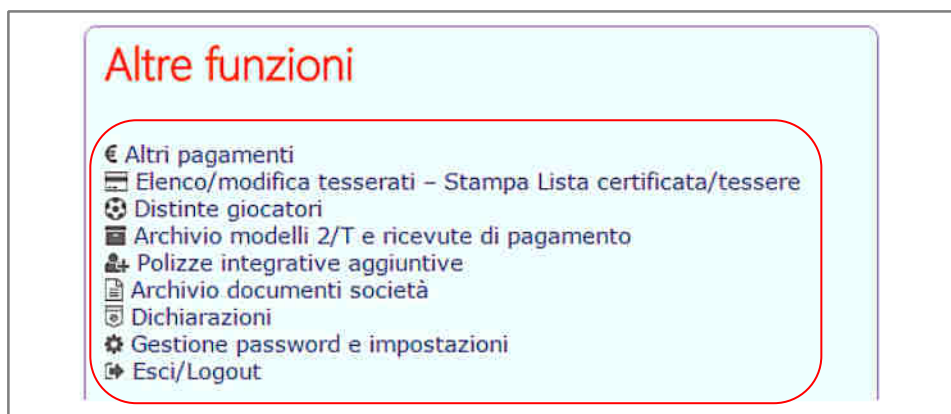 Altre funzioni
€ Altri pagamenti
Elenco/modifica tesserati – Stampa Lista certificata/tessere
Distinte giocatori
Archivio modelli 2/T e ricevute di pagamento
Polizze integrative aggiuntive
Archivio documenti società
Dichiarazioni
Gestione password e impostazioni
Esci/Logout